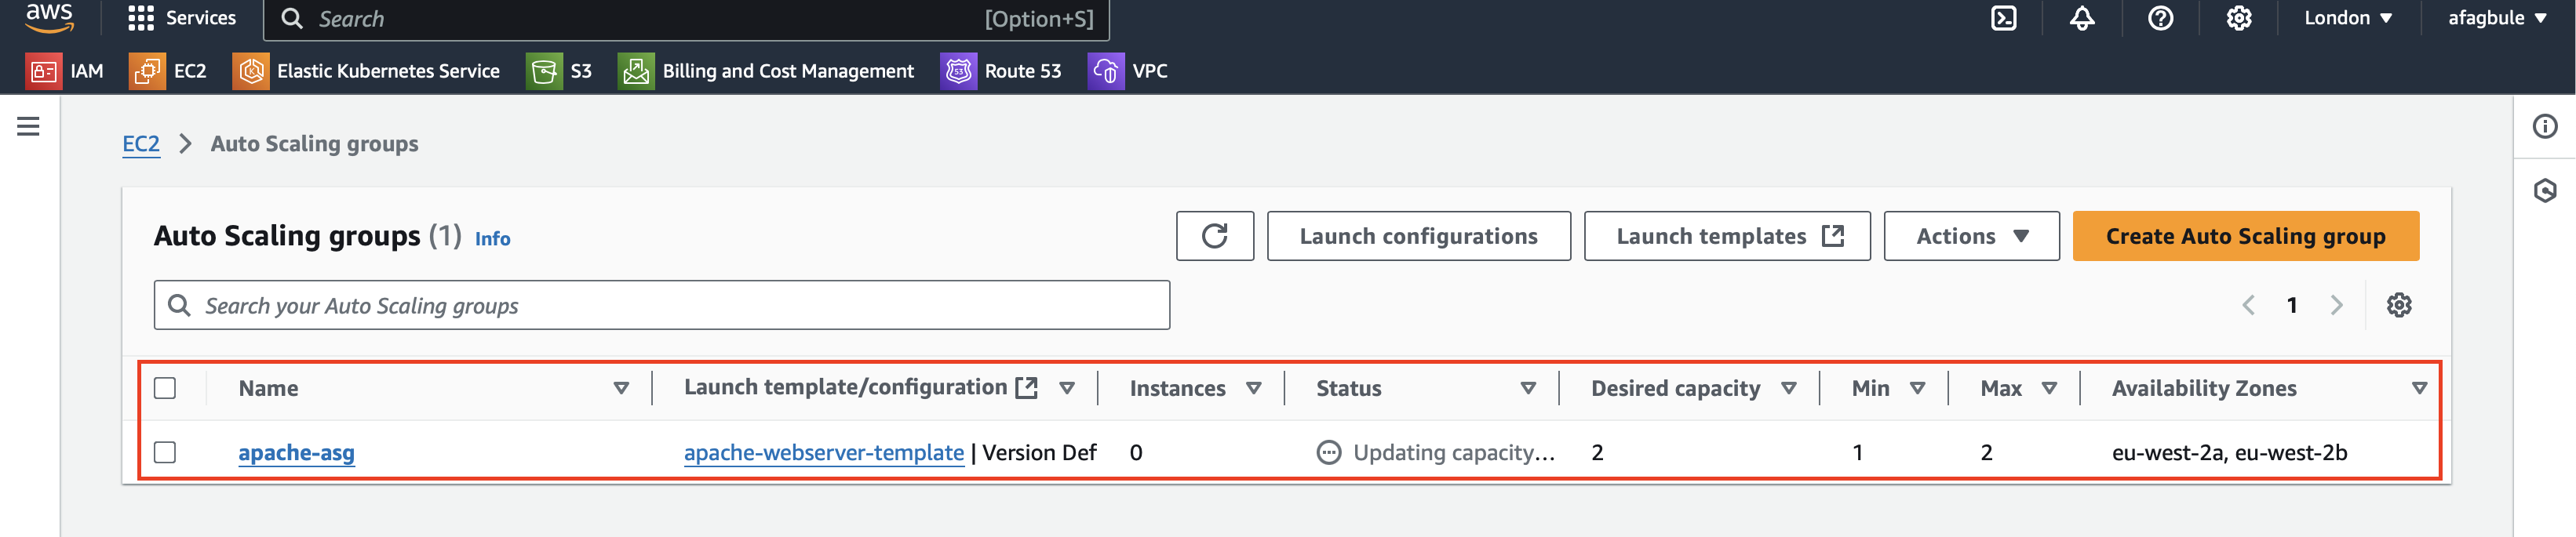 aws Services Search [Option+S] London ▼ afagbule ▼
IAM EC2 Elastic Kubernetes Service S3 Billing and Cost Management 53 Route 53 VPC
EC2 > Auto Scaling groups
Auto Scaling groups (1) Info Launch configurations Launch templates Actions ▼ Create Auto Scaling group
Search your Auto Scaling groups < 1 >
Name Launch template/configuration Instances Status Desired capacity Min Max Availability Zones
apache-asg apache-webserver-template | Version Def 0 Updating capacity... 2 1 2 eu-west-2a, eu-west-2b